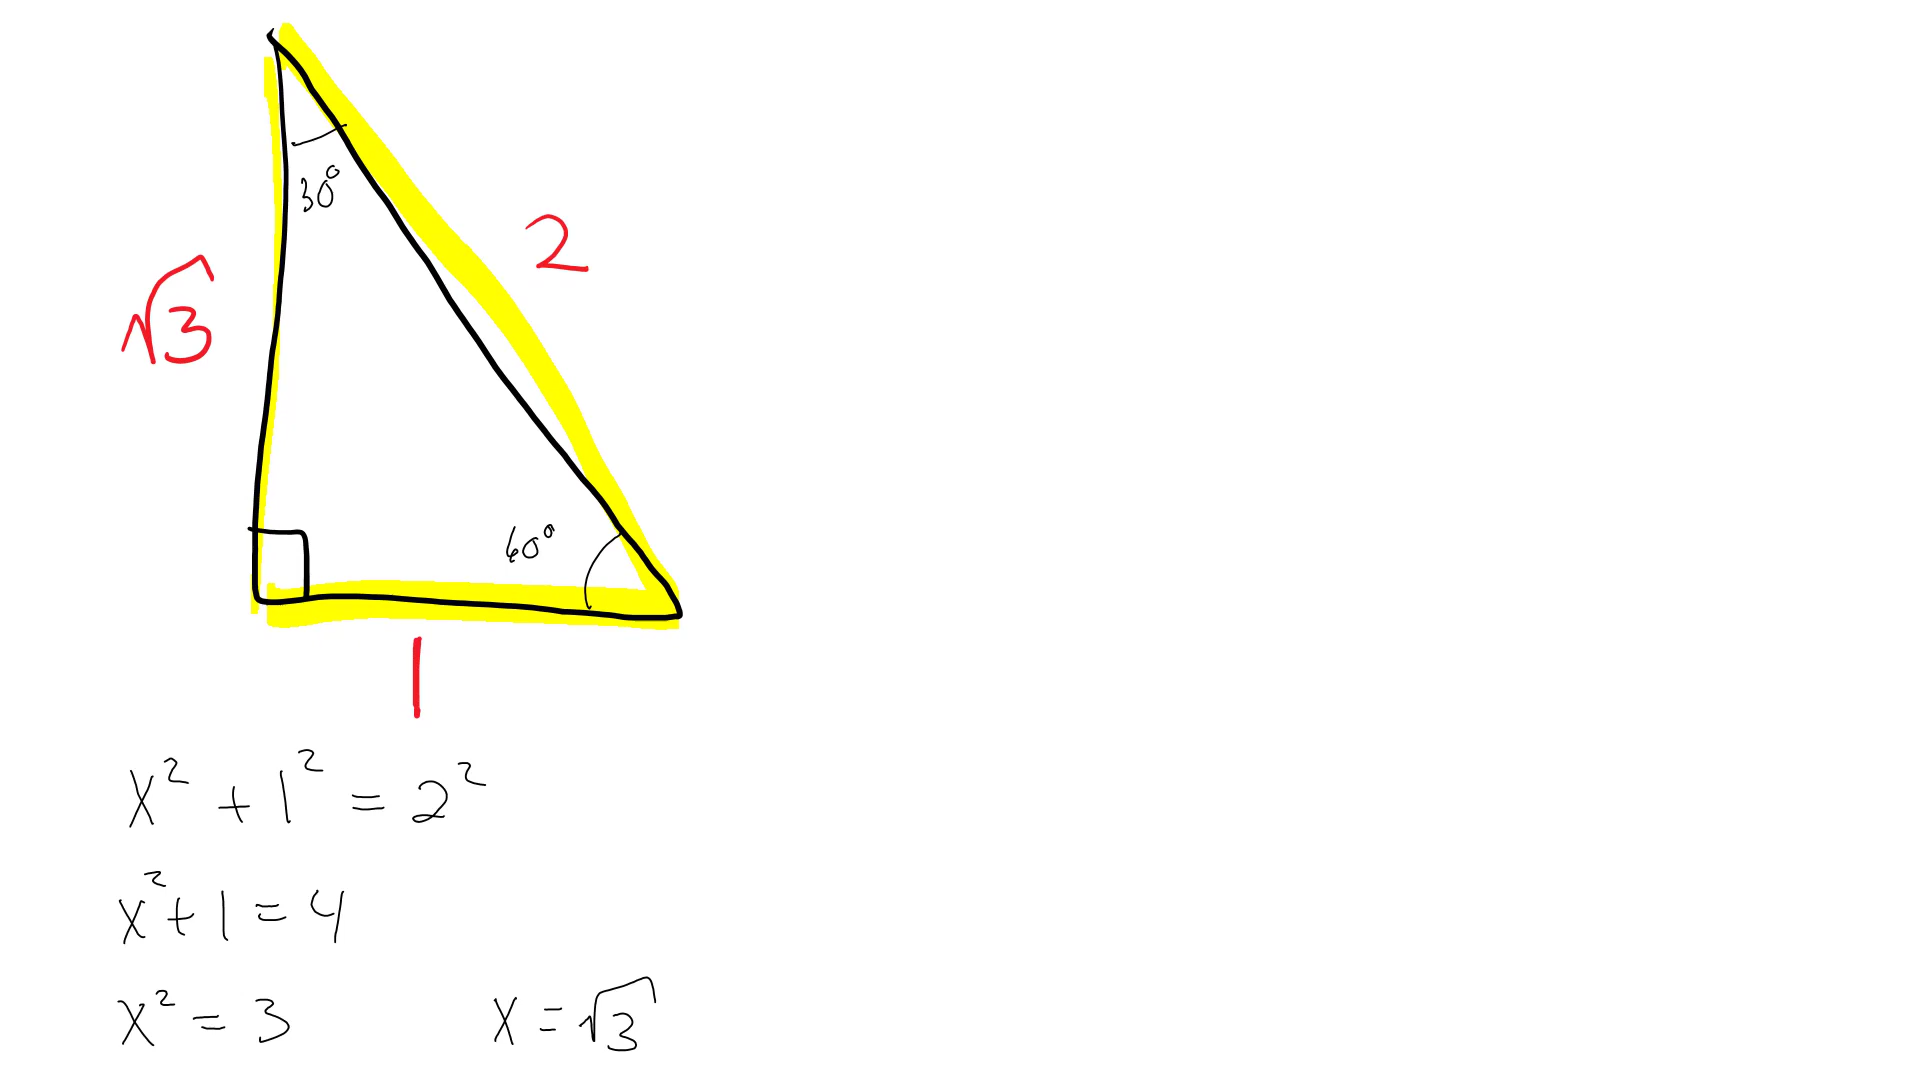 30°
2
√3
60°
1
x² + 1² = 2²
x² + 1 = 4
x² = 3
x = √3